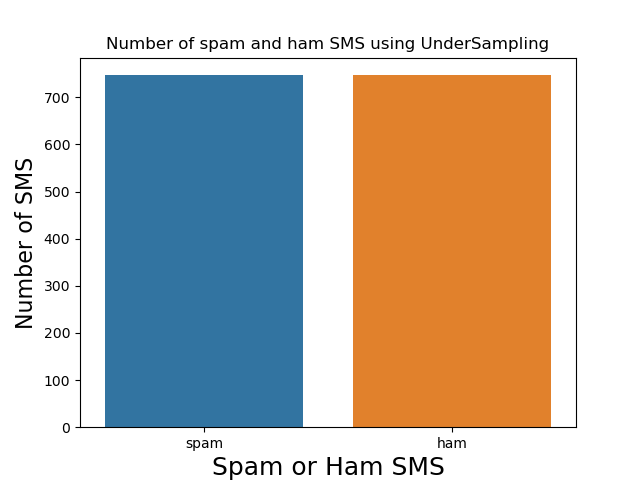 Number of spam and ham SMS using UnderSampling
700
600
500
400
300
200
100
0
Number of SMS
spam
ham
Spam or Ham SMS